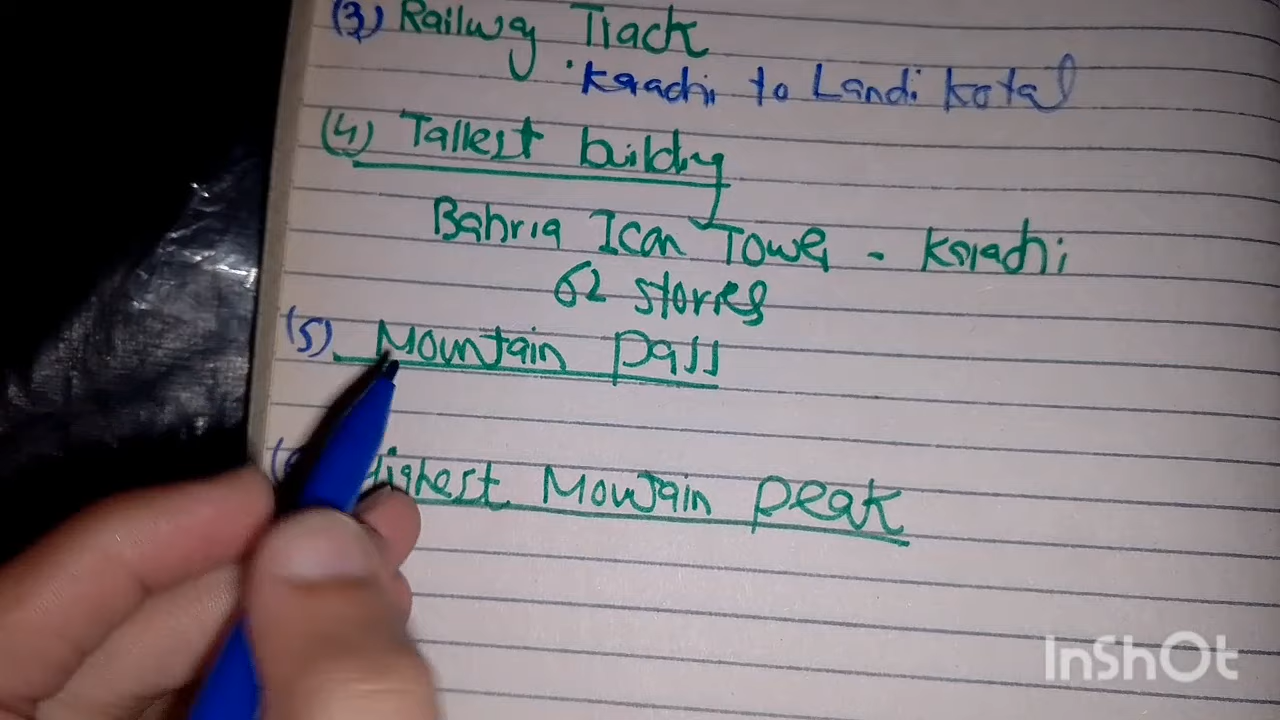 (3) Railway Track
Karachi to Landi Kotal
(4) Tallest building
Bahria Icon Tower - Karachi
62 stories
(5) Mountain pass
Highest Mountain peak
InShOt